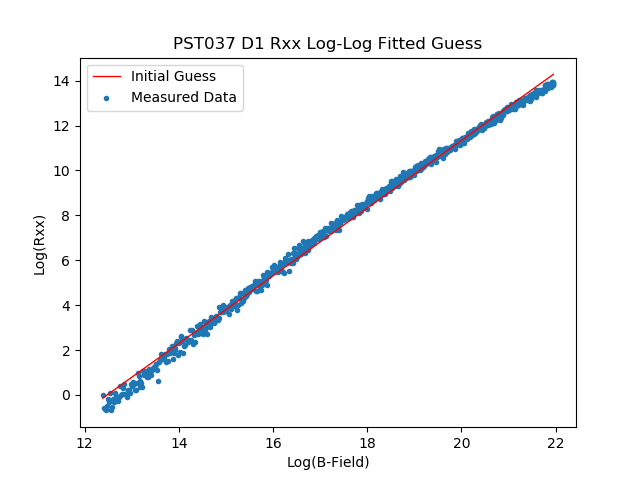 PST037 D1 Rxx Log-Log Fitted Guess
Initial Guess
Measured Data
14
12
10
8
6
4
2
0
Log(Rxx)
12 14 16 18 20 22
Log(B-Field)